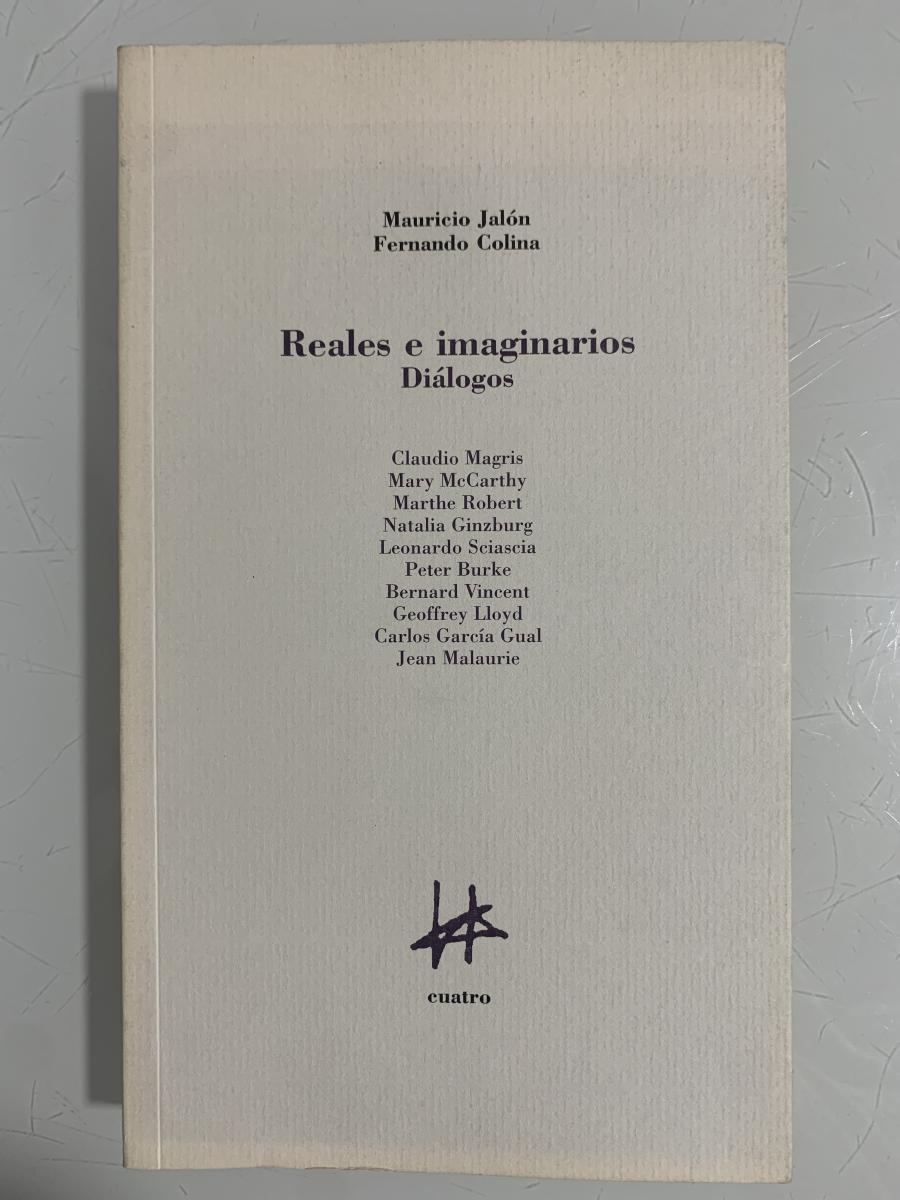 Mauricio Jalón
Fernando Colina
Reales e imaginarios
Diálogos
Claudio Magris
Mary McCarthy
Marthe Robert
Natalia Ginzburg
Leonardo Sciascia
Peter Burke
Bernard Vincent
Geoffrey Lloyd
Carlos García Gual
Jean Malaurie
cuatro